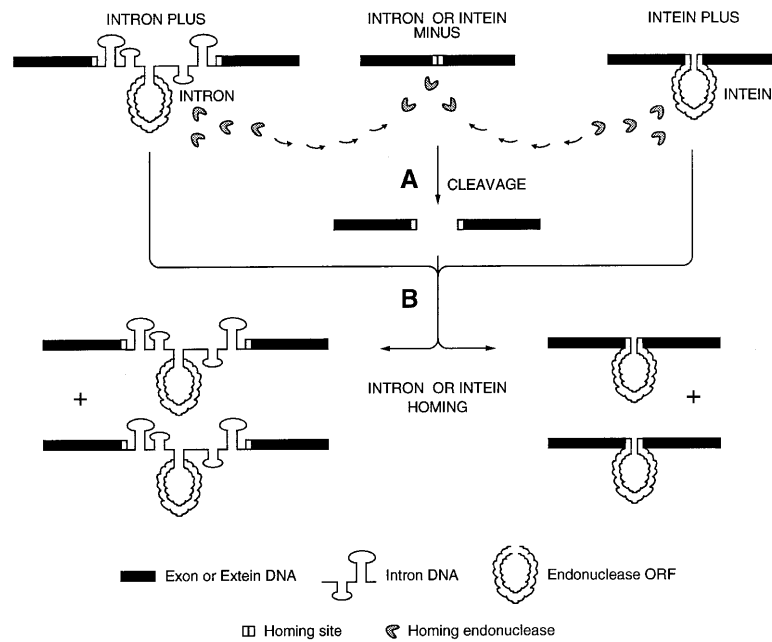 INTRON PLUS
INTRON OR INTEIN
MINUS
INTEIN PLUS
INTRON
INTEIN
A
CLEAVAGE
B
INTRON OR INTEIN
HOMING
+
+
Exon or Extein DNA
Intron DNA
Endonuclease ORF
Homing site
Homing endonuclease